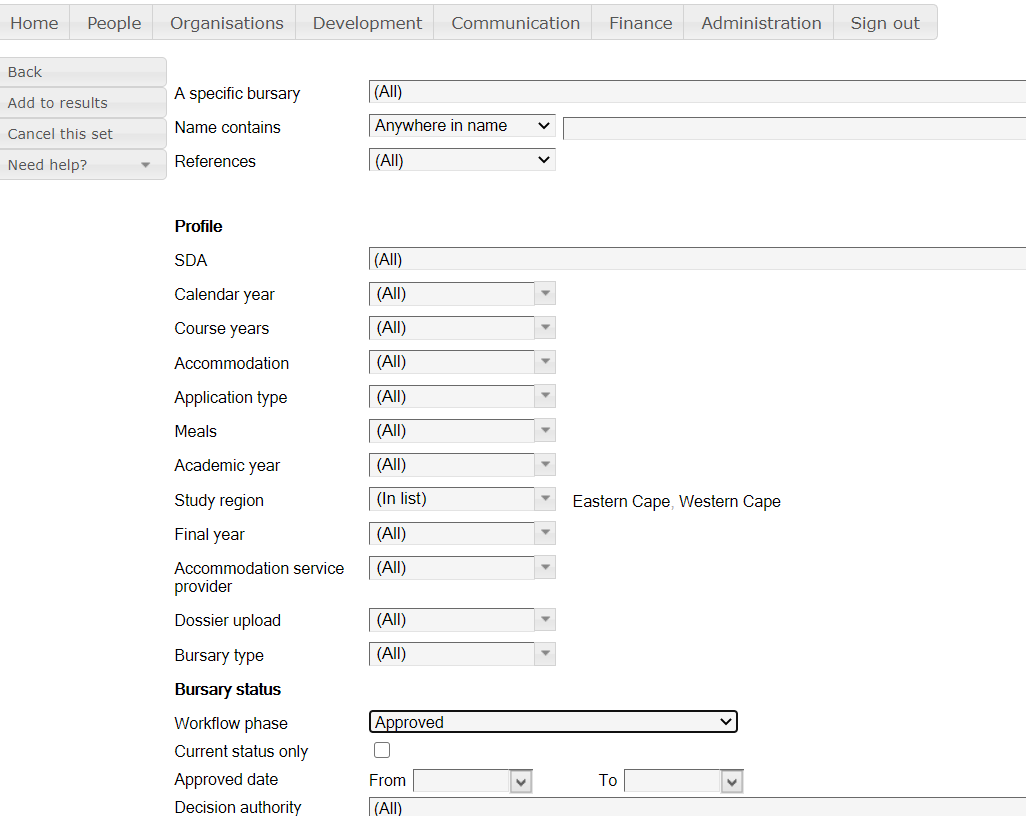 Home People Organisations Development Communication Finance Administration Sign out
Back
Add to results
Cancel this set
Need help?
A specific bursary (All)
Name contains Anywhere in name
References (All)
Profile
SDA (All)
Calendar year (All)
Course years (All)
Accommodation (All)
Application type (All)
Meals (All)
Academic year (All)
Study region (In list) Eastern Cape, Western Cape
Final year (All)
Accommodation service
provider (All)
Dossier upload (All)
Bursary type (All)
Bursary status
Workflow phase Approved
Current status only
Approved date From To
Decision authority (All)